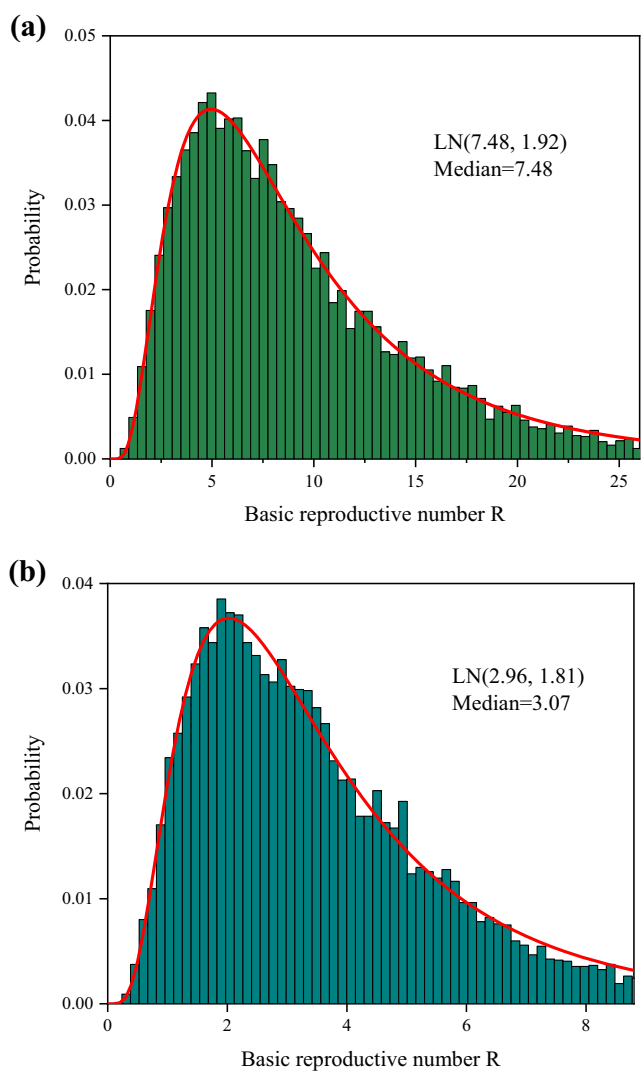 (a)
0.05
0.04
0.03
0.02
0.01
0.00
Probability
LN(7.48, 1.92)
Median=7.48
0 5 10 15 20 25
Basic reproductive number R
(b)
0.04
0.03
0.02
0.01
0.00
Probability
LN(2.96, 1.81)
Median=3.07
0 2 4 6 8
Basic reproductive number R